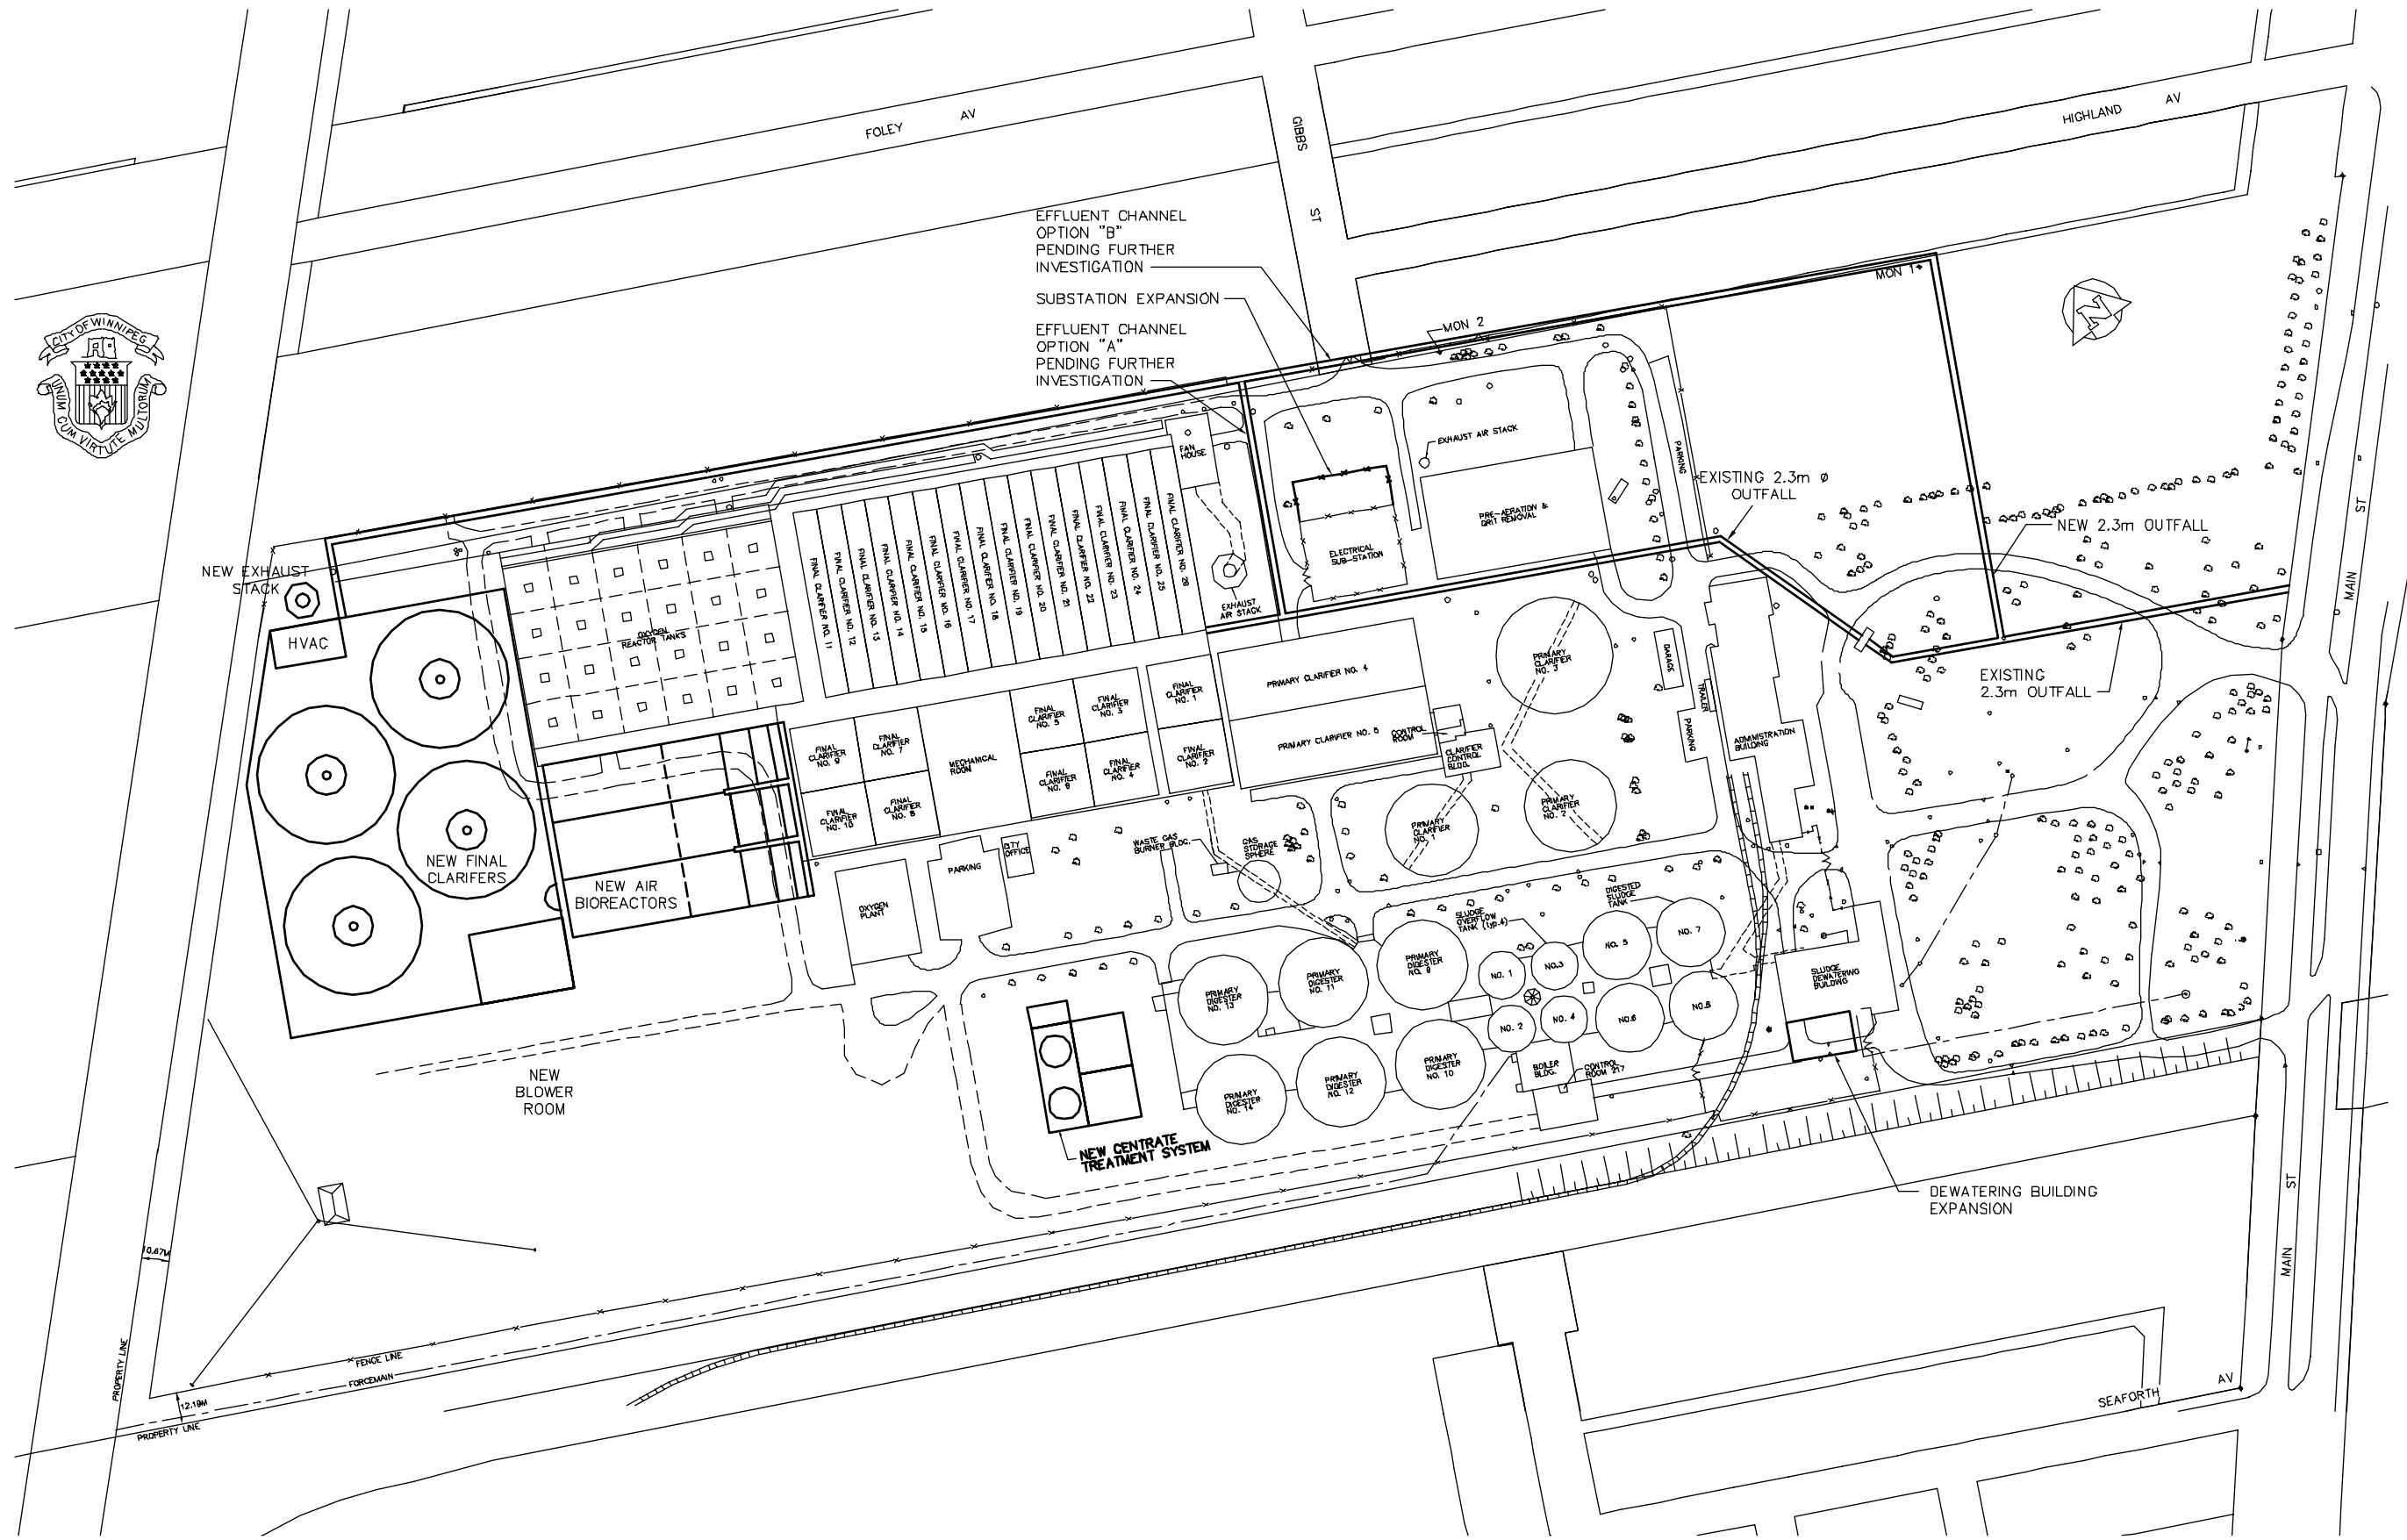 FOLEY AV
GIBBS ST
HIGHLAND AV
CITY OF WINNIPEG
UNUM CUM VIRTUTE MULTORUM
EFFLUENT CHANNEL
OPTION "B"
PENDING FURTHER
INVESTIGATION
SUBSTATION EXPANSION
EFFLUENT CHANNEL
OPTION "A"
PENDING FURTHER
INVESTIGATION
MON 2
MON 1
N
FAN
HOUSE
EXHAUST AIR STACK
PARKING
EXISTING 2.3m ø
OUTFALL
PRE-AERATION &
GRIT REMOVAL
ELECTRICAL
SUB-STATION
EXHAUST
AIR STACK
NEW 2.3m OUTFALL
MAIN ST
EXISTING
2.3m OUTFALL
NEW EXHAUST
STACK
HVAC
OXYGEN
REACTOR TANKS
FINAL CLARIFIER NO. 11
FINAL CLARIFIER NO. 12
FINAL CLARIFIER NO. 13
FINAL CLARIFIER NO. 14
FINAL CLARIFIER NO. 15
FINAL CLARIFIER NO. 16
FINAL CLARIFIER NO. 17
FINAL CLARIFIER NO. 18
FINAL CLARIFIER NO. 19
FINAL CLARIFIER NO. 20
FINAL CLARIFIER NO. 21
FINAL CLARIFIER NO. 22
FINAL CLARIFIER NO. 23
FINAL CLARIFIER NO. 24
FINAL CLARIFIER NO. 25
FINAL CLARIFIER NO. 26
PRIMARY CLARIFIER NO. 4
PRIMARY CLARIFIER NO. 5
CONTROL
ROOM
CLARIFIER
CONTROL
BLDG.
PRIMARY
CLARIFIER
NO. 3
PRIMARY
CLARIFIER
NO. 2
PRIMARY
CLARIFIER
NO. 1
GARAGE
TRAILER
PARKING
ADMINISTRATION
BUILDING
FINAL
CLARIFIER
NO. 1
FINAL
CLARIFIER
NO. 2
FINAL
CLARIFIER
NO. 3
FINAL
CLARIFIER
NO. 4
FINAL
CLARIFIER
NO. 5
FINAL
CLARIFIER
NO. 6
MECHANICAL
ROOM
FINAL
CLARIFIER
NO. 7
FINAL
CLARIFIER
NO. 8
FINAL
CLARIFIER
NO. 9
FINAL
CLARIFIER
NO. 10
NEW FINAL
CLARIFERS
NEW AIR
BIOREACTORS
CITY
OFFICE
PARKING
OXYGEN
PLANT
WASTE GAS
BURNER BLDG.
GAS
STORAGE
SPHERE
SLUDGE
OVERFLOW
TANK (typ.4)
DIGESTED
SLUDGE
TANK
PRIMARY
DIGESTER
NO. 13
PRIMARY
DIGESTER
NO. 11
PRIMARY
DIGESTER
NO. 9
NO. 1
NO.3
NO. 5
NO. 7
NO. 2
NO. 4
NO.6
NO.8
PRIMARY
DIGESTER
NO. 14
PRIMARY
DIGESTER
NO. 12
PRIMARY
DIGESTER
NO. 10
BOILER
BLDG.
CONTROL
ROOM 217
SLUDGE
DEWATERING
BUILDING
NEW
BLOWER
ROOM
NEW CENTRATE
TREATMENT SYSTEM
DEWATERING BUILDING
EXPANSION
10.67M
PROPERTY LINE
FENCE LINE
FORCEMAIN
12.19M
PROPERTY LINE
MAIN ST
SEAFORTH AV